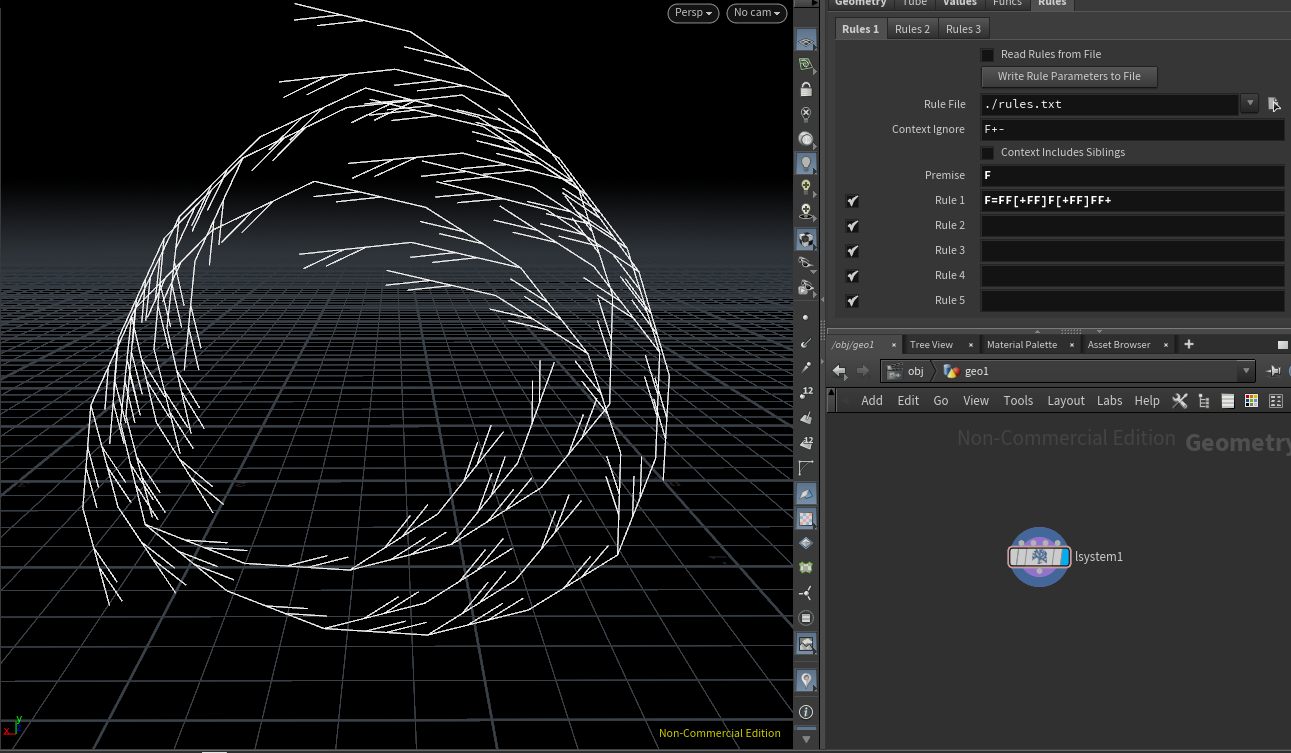 Geometry Tube Values Funcs Rules
Persp No cam
Rules 1 Rules 2 Rules 3
Read Rules from File
Write Rule Parameters to File
Rule File ./rules.txt
Context Ignore F+-
Context Includes Siblings
Premise F
Rule 1 F=FF[+FF]F[+FF]FF+
Rule 2
Rule 3
Rule 4
Rule 5
/obj/geo1 × Tree View × Material Palette × Asset Browser × +
obj geo1
Add Edit Go View Tools Layout Labs Help
12
12
Non-Commercial Edition Geometry
lsystem1
y
x
Non-Commercial Edition